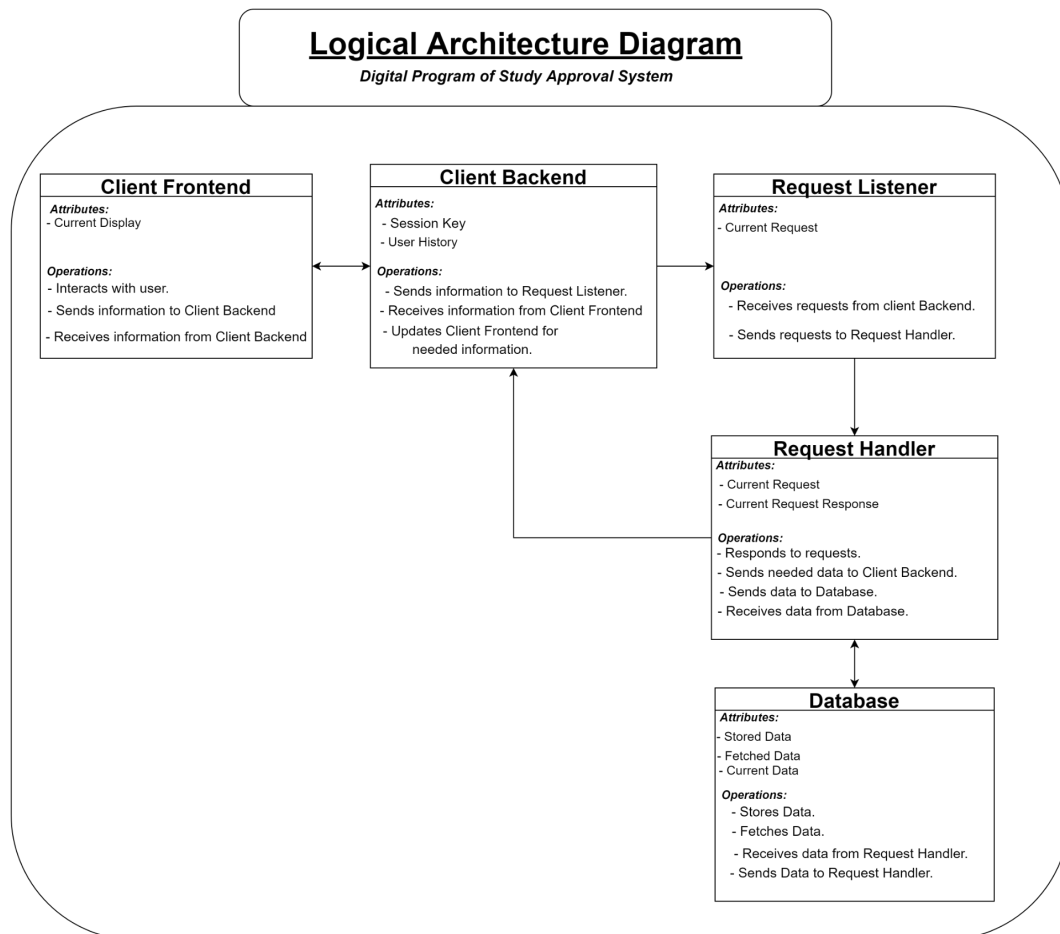 Logical Architecture Diagram
Digital Program of Study Approval System
Client Frontend
Attributes:
- Current Display
Operations:
- Interacts with user.
- Sends information to Client Backend
- Receives information from Client Backend
Client Backend
Attributes:
- Session Key
- User History
Operations:
- Sends information to Request Listener.
- Receives information from Client Frontend
- Updates Client Frontend for
needed information.
Request Listener
Attributes:
- Current Request
Operations:
- Receives requests from client Backend.
- Sends requests to Request Handler.
Request Handler
Attributes:
- Current Request
- Current Request Response
Operations:
- Responds to requests.
- Sends needed data to Client Backend.
- Sends data to Database.
- Receives data from Database.
Database
Attributes:
- Stored Data
- Fetched Data
- Current Data
Operations:
- Stores Data.
- Fetches Data.
- Receives data from Request Handler.
- Sends Data to Request Handler.